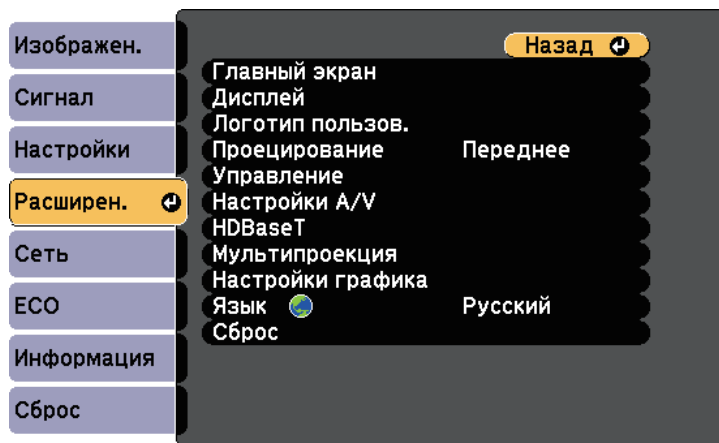 Изображен.
Сигнал
Настройки
Расширен.
Сеть
ECO
Информация
Сброс
Назад
Главный экран
Дисплей
Логотип пользов.
Проецирование Переднее
Управление
Настройки A/V
HDBaseT
Мультипроекция
Настройки графика
Язык Русский
Сброс